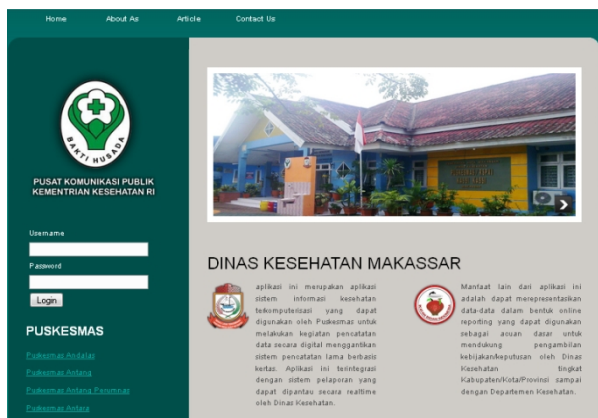 Home About As Article Contact Us
BAKTI HUSADA
PUSAT KOMUNIKASI PUBLIK
KEMENTRIAN KESEHATAN RI
Username
Password
Login
PUSKESMAS
Puskesmas Andalas
Puskesmas Antang
Puskesmas Antang Perumnas
Puskesmas Antara
DINAS KESEHATAN MAKASSAR
aplikasi ini merupakan aplikasi
sistem informasi kesehatan
terkomputerisasi yang dapat
digunakan oleh Puskesmas untuk
melakukan kegiatan pencatatan
data secara digital menggantikan
sistem pencatatan lama berbasis
kertas. Aplikasi ini terintegrasi
dengan sistem pelaporan yang
dapat dipantau secara realtime
oleh Dinas Kesehatan.
Manfaat lain dari aplikasi ini
adalah dapat merepresentasikan
data-data dalam bentuk online
reporting yang dapat digunakan
sebagai acuan dasar untuk
mendukung pengambilan
kebijakan/keputusan oleh Dinas
Kesehatan tingkat
Kabupaten/Kota/Provinsi sampai
dengan Departemen Kesehatan.